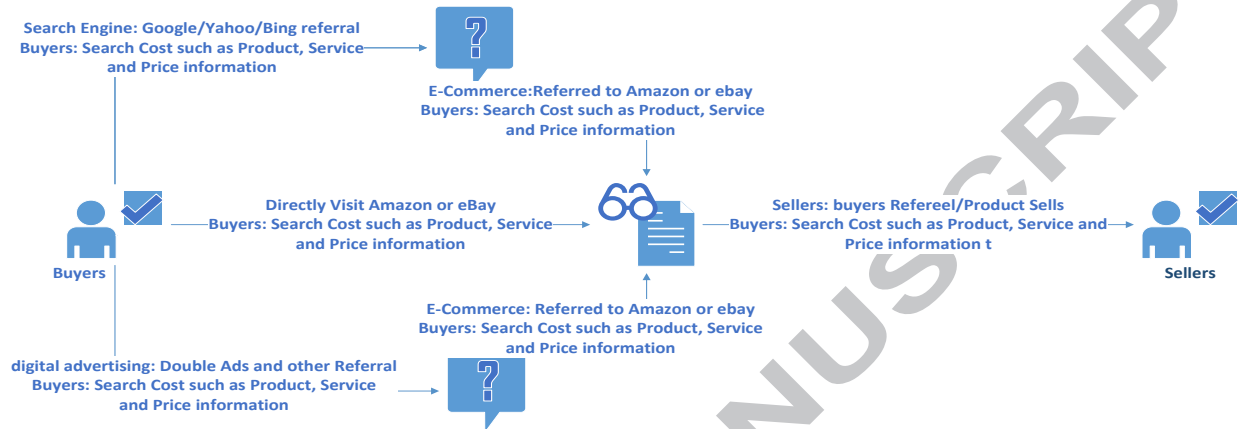 Search Engine: Google/Yahoo/Bing referral
Buyers: Search Cost such as Product, Service
and Price information
?
E-Commerce:Referred to Amazon or ebay
Buyers: Search Cost such as Product, Service
and Price information
Directly Visit Amazon or eBay
Buyers: Search Cost such as Product, Service
and Price information
Sellers: buyers Refereel/Product Sells
Buyers: Search Cost such as Product, Service and
Price information t
Buyers
Sellers
E-Commerce: Referred to Amazon or ebay
Buyers: Search Cost such as Product, Service
and Price information
digital advertising: Double Ads and other Referral
Buyers: Search Cost such as Product, Service
and Price information
?
NUSCRIP